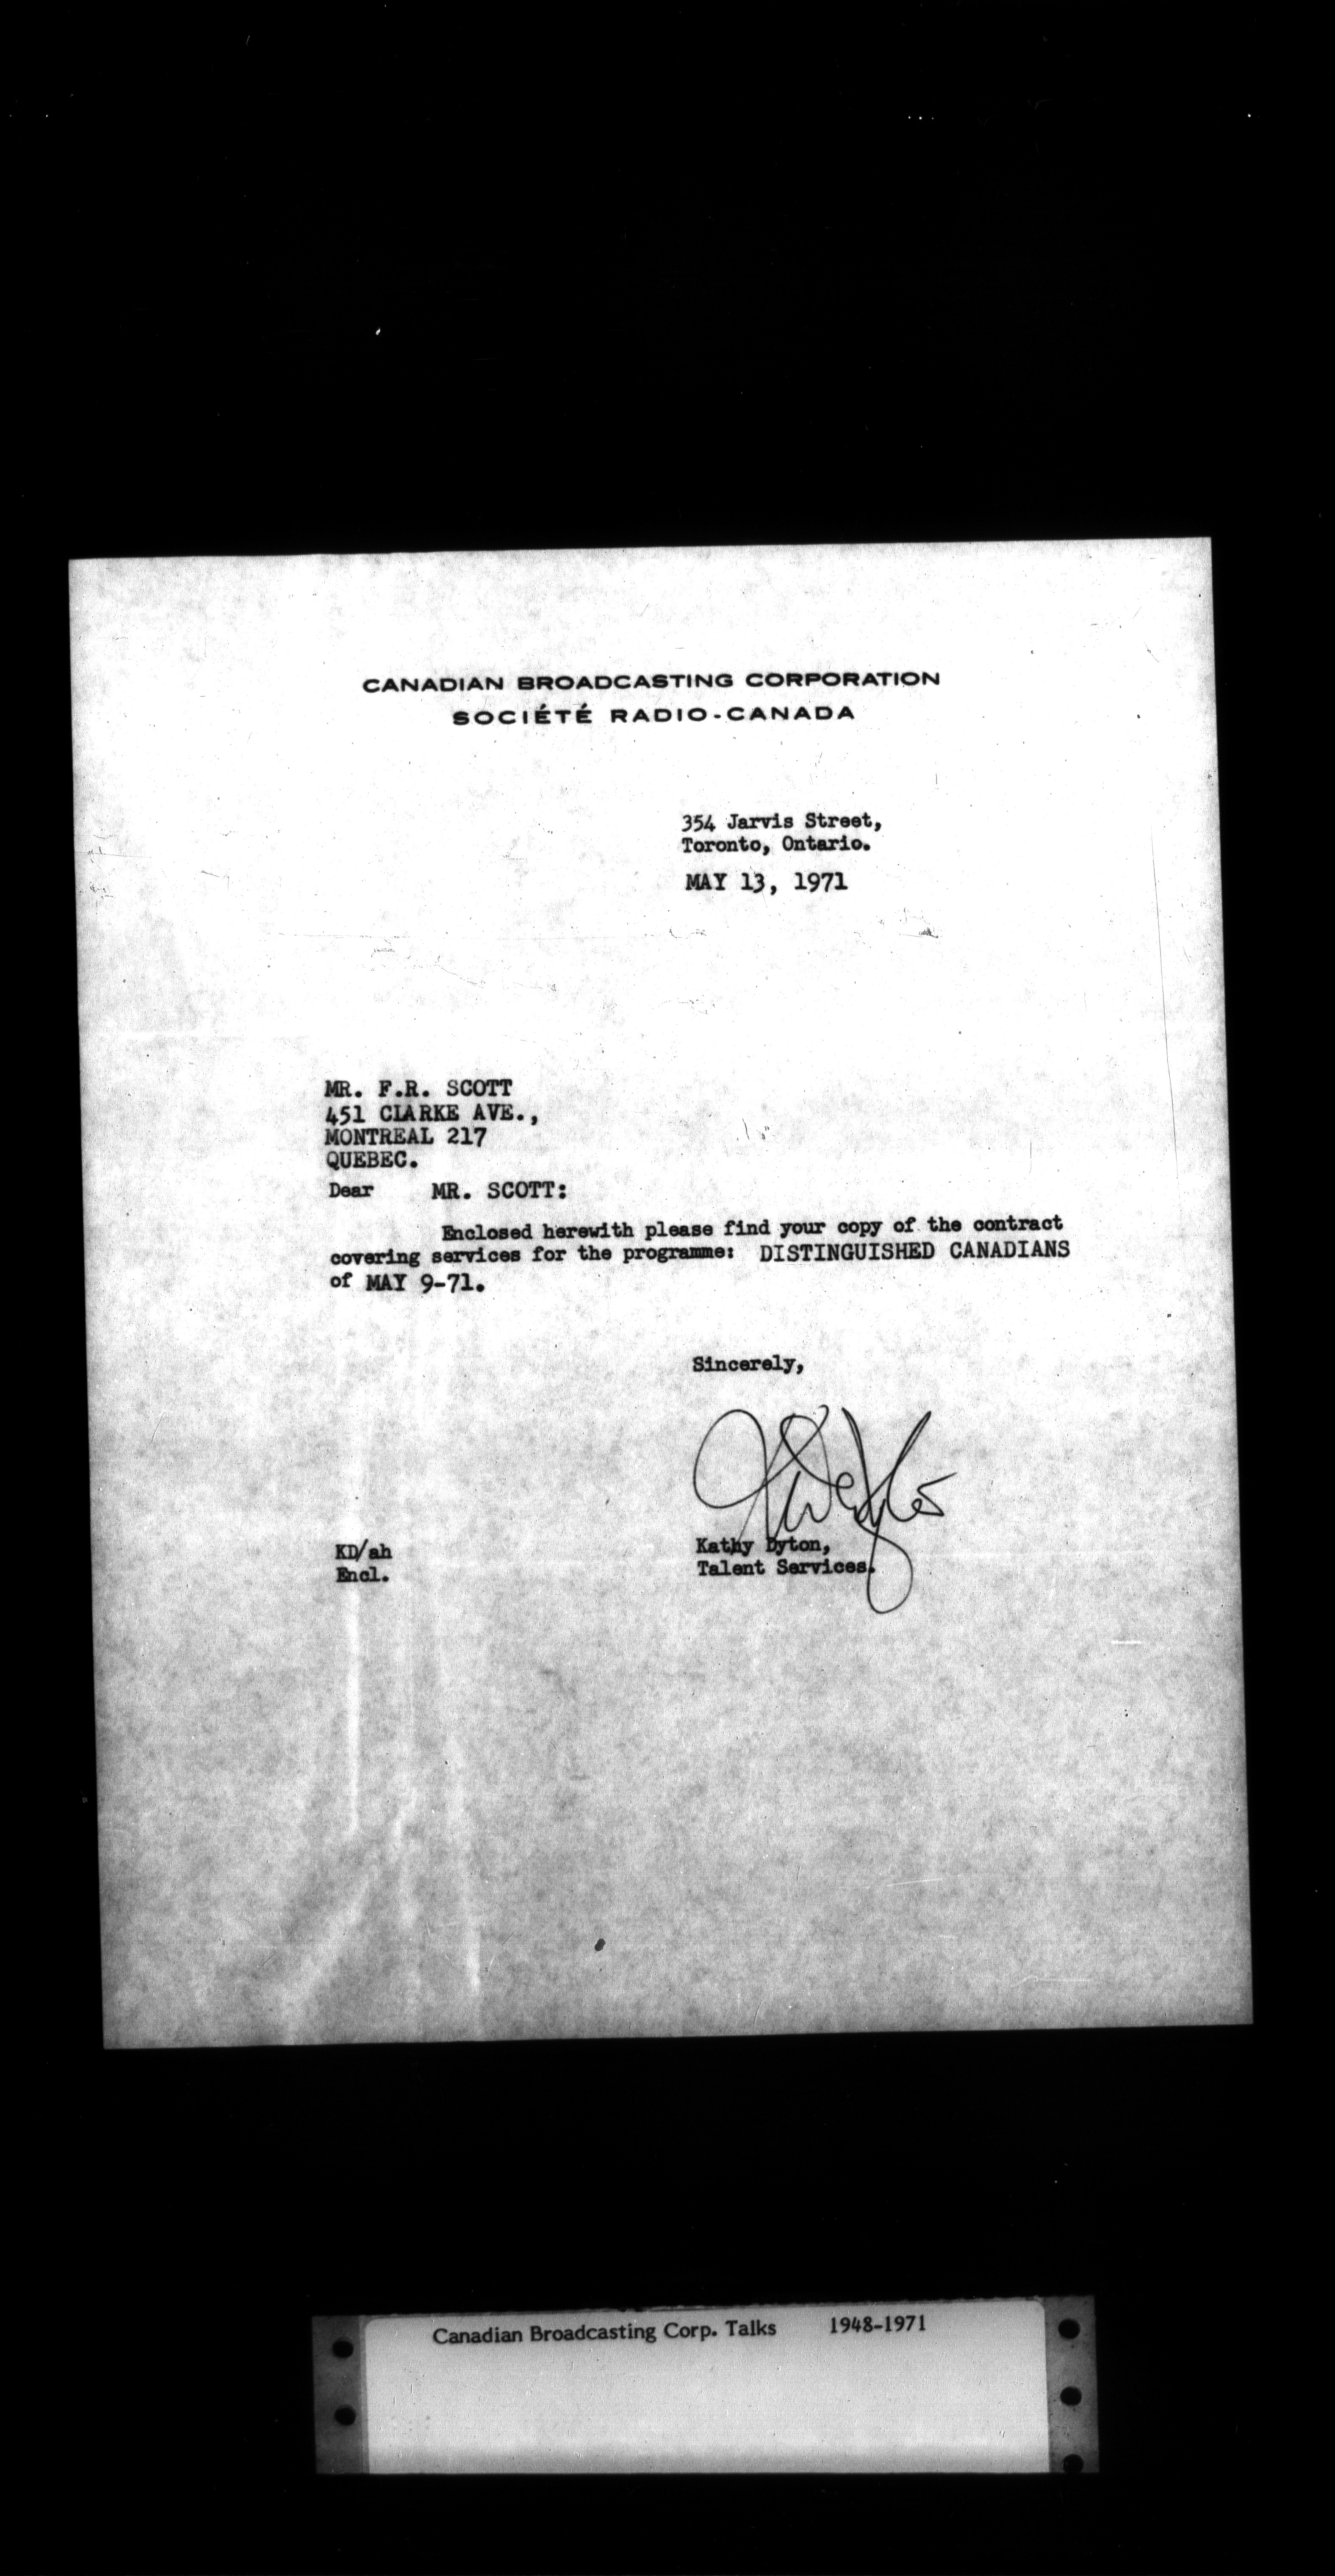 CANADIAN BROADCASTING CORPORATION
SOCIÉTÉ RADIO-CANADA
354 Jarvis Street,
Toronto, Ontario.
MAY 13, 1971
MR. F.R. SCOTT
451 CLARKE AVE.,
MONTREAL 217
QUEBEC.
Dear MR. SCOTT:
Enclosed herewith please find your copy of the contract
covering services for the programme: DISTINGUISHED CANADIANS
of MAY 9-71.
Sincerely,
Kathy Dyton,
Talent Services.
KD/ah
Encl.
Canadian Broadcasting Corp. Talks 1948-1971